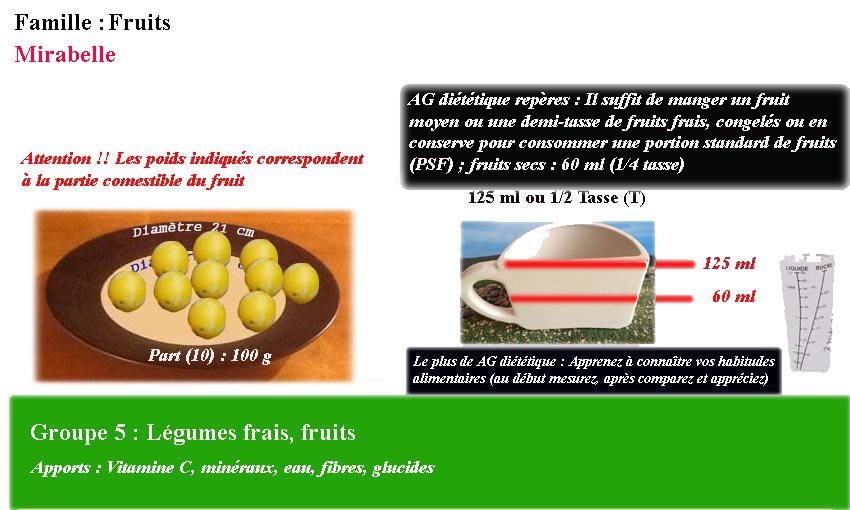 Famille : Fruits
Mirabelle
AG diététique repères : Il suffit de manger un fruit
moyen ou une demi-tasse de fruits frais, congelés ou en
conserve pour consommer une portion standard de fruits
(PSF) ; fruits secs : 60 ml (1/4 tasse)
Attention !! Les poids indiqués correspondent
à la partie comestible du fruit
125 ml ou 1/2 Tasse (T)
Diamètre 21 cm
Part (10) : 100 g
125 ml
60 ml
LIQUIDE SUCRE
Le plus de AG diététique : Apprenez à connaître vos habitudes
alimentaires (au début mesurez, après comparez et appréciez)
Groupe 5 : Légumes frais, fruits
Apports : Vitamine C, minéraux, eau, fibres, glucides